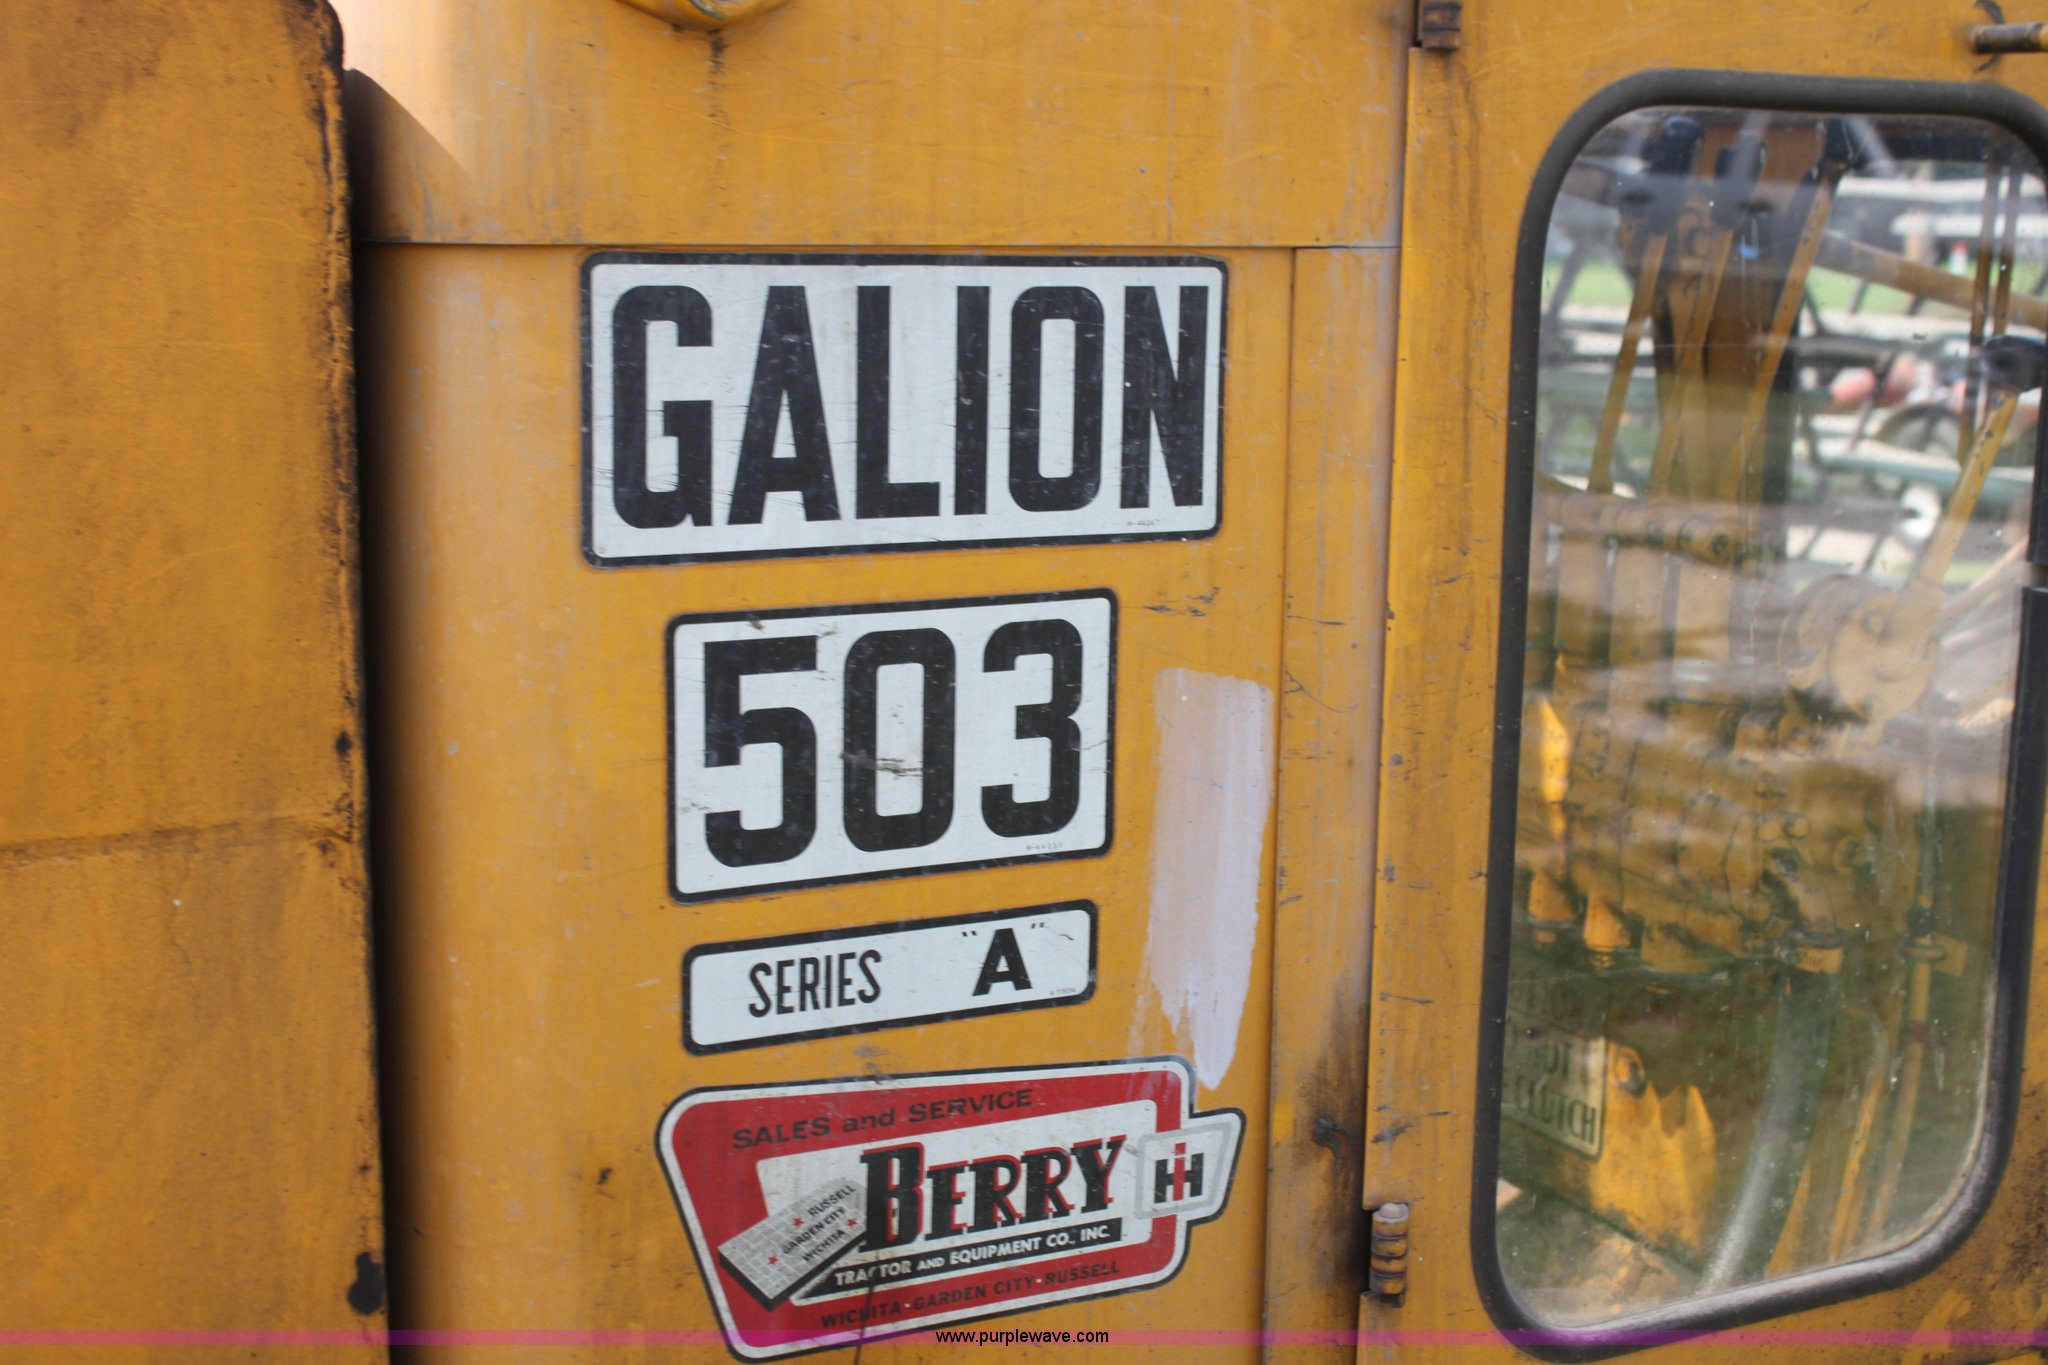 GALION
503
SERIES "A"
SALES and SERVICE
BERRY
IH
RUSSELL
GARDEN CITY
WICHITA
TRACTOR AND EQUIPMENT CO., INC.
WICHITA • GARDEN CITY • RUSSELL
www.purplewave.com